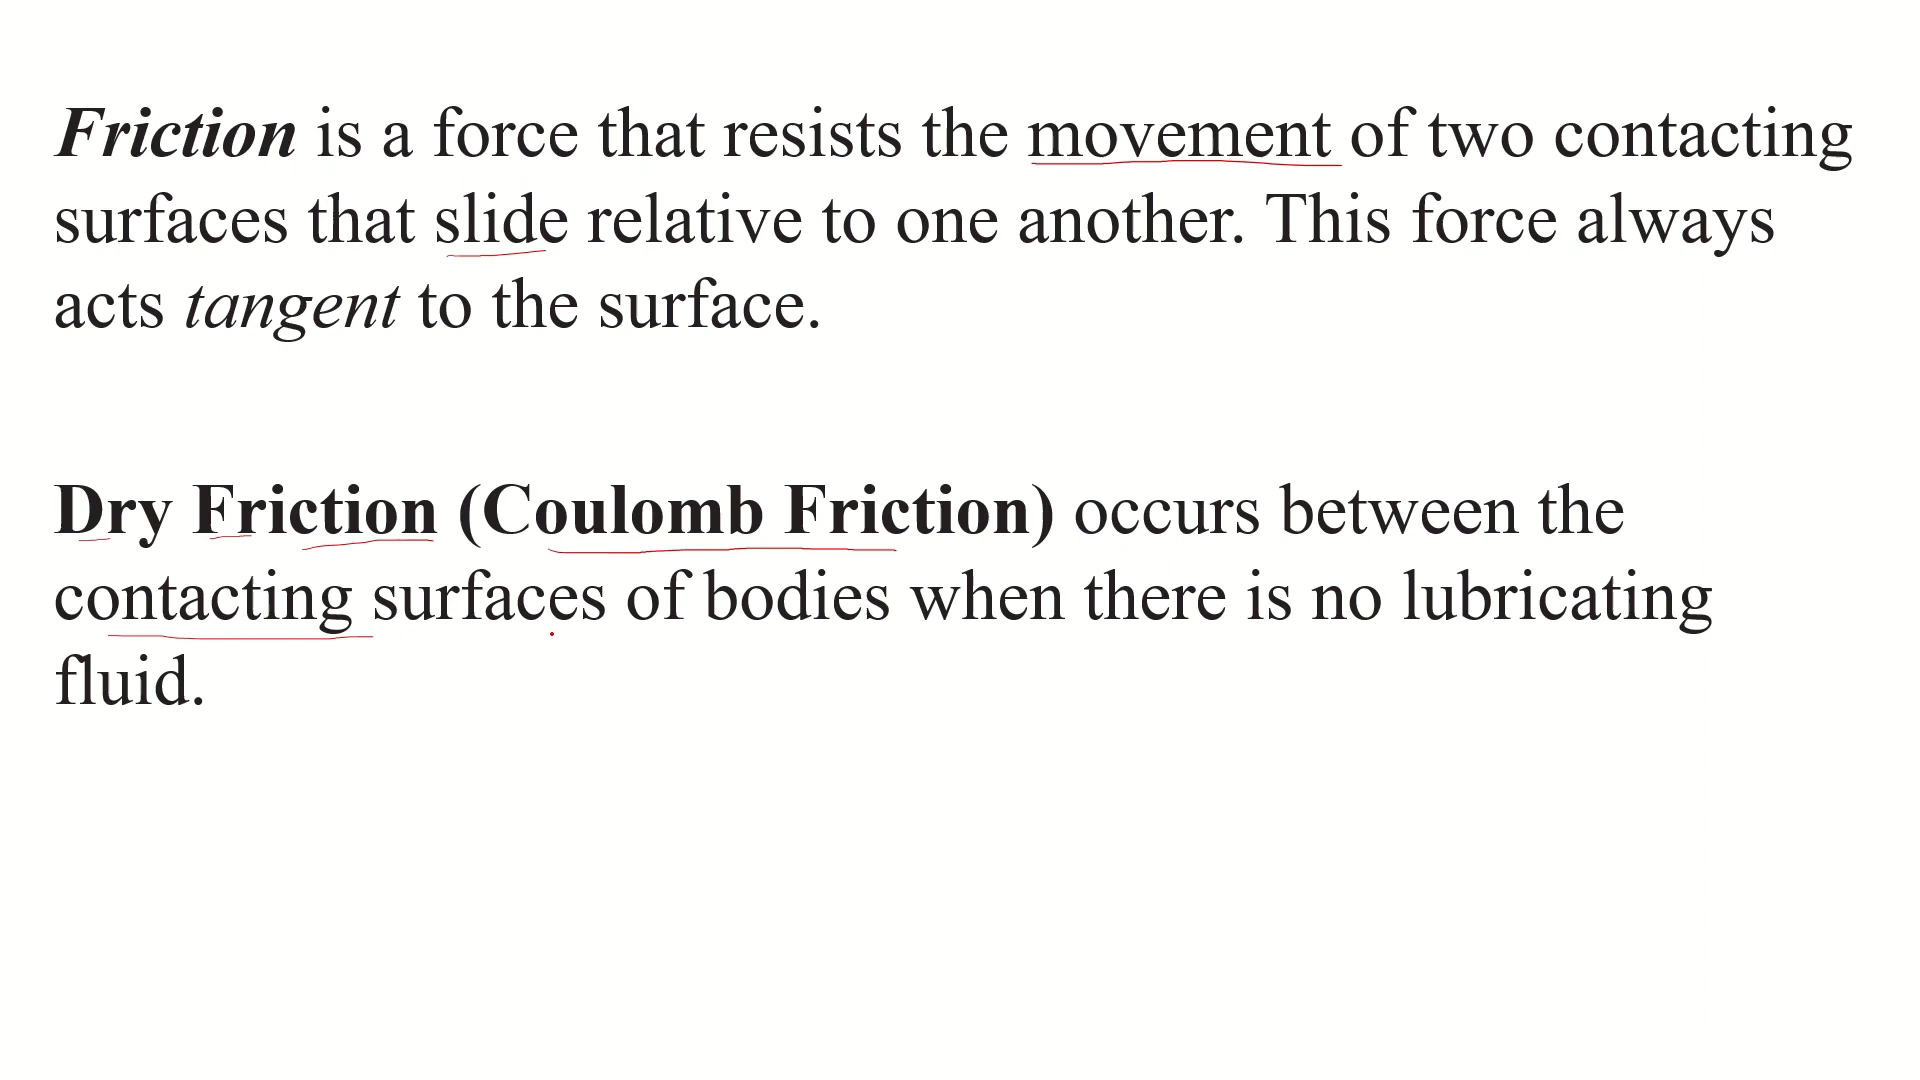 Friction is a force that resists the movement of two contacting
surfaces that slide relative to one another. This force always
acts tangent to the surface.
Dry Friction (Coulomb Friction) occurs between the
contacting surfaces of bodies when there is no lubricating
fluid.